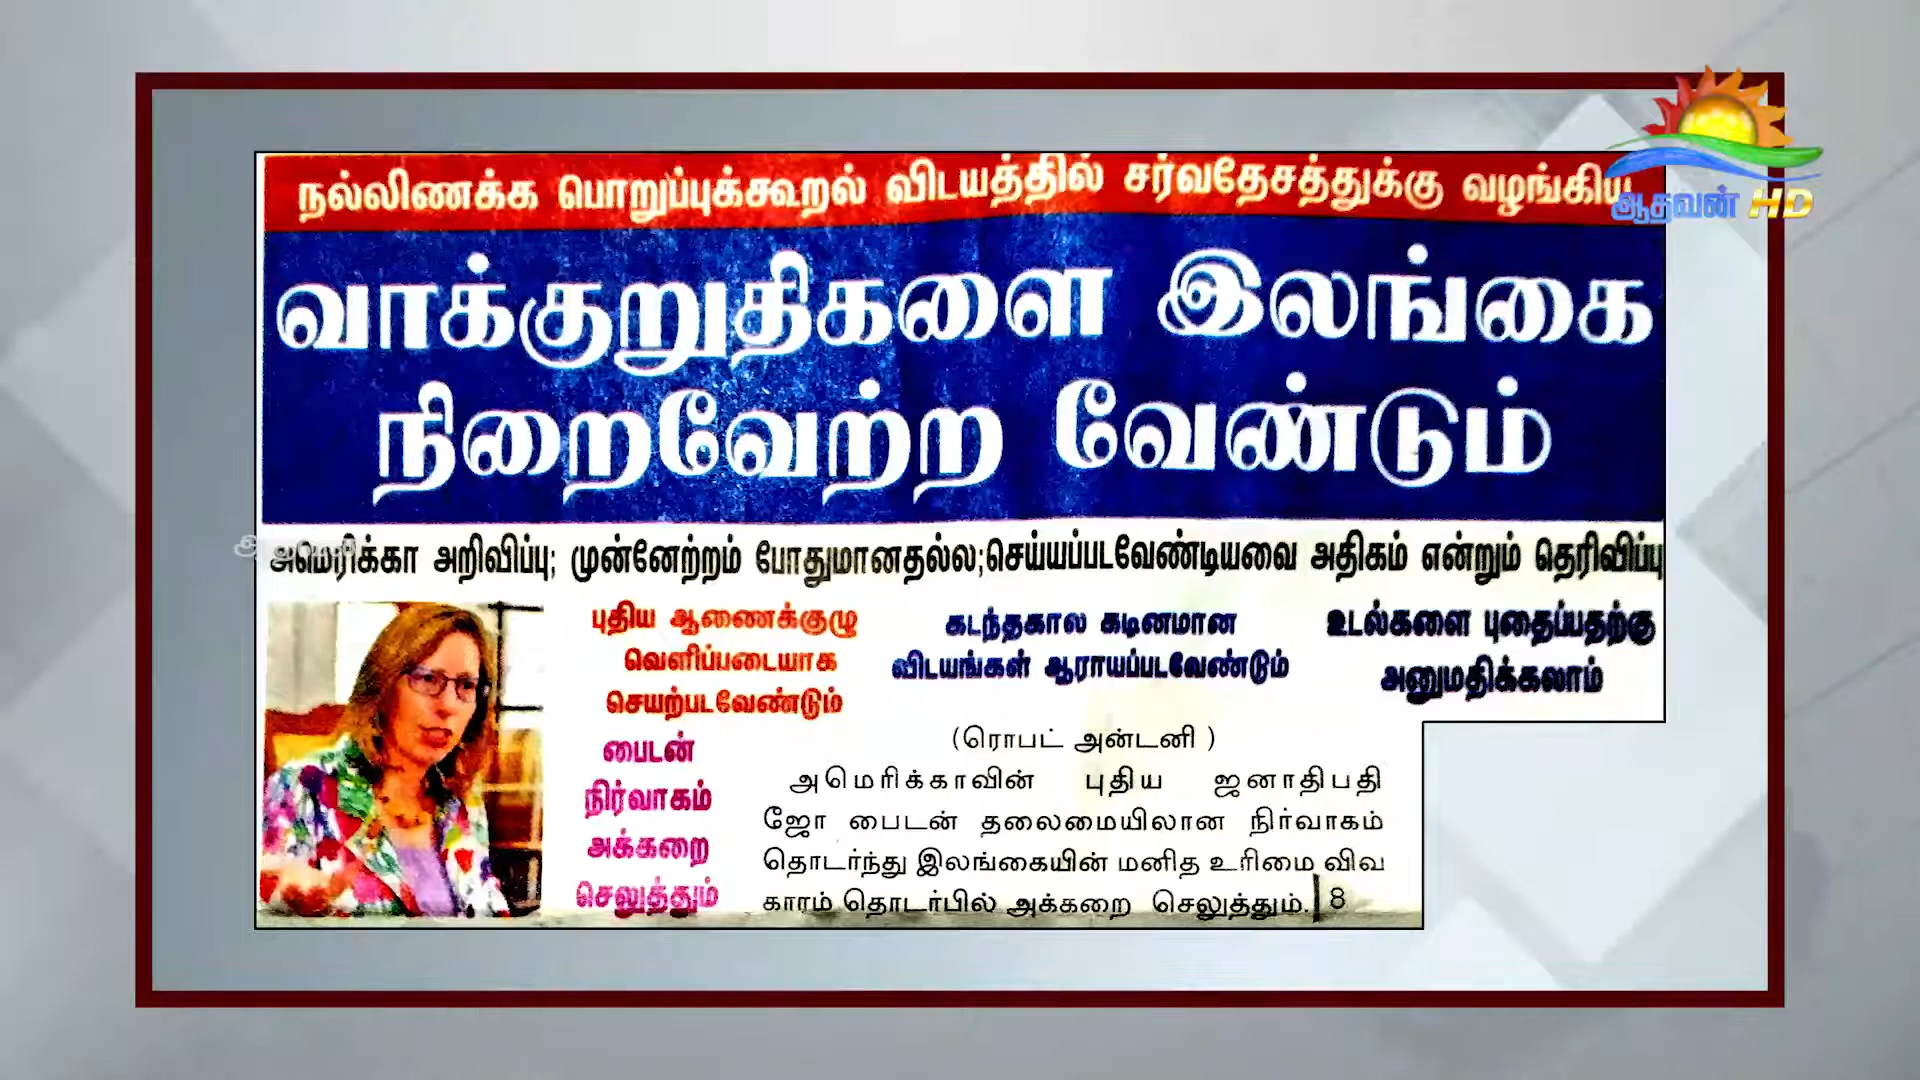 நல்லிணக்க பொறுப்புக்கூறல் விடயத்தில் சர்வதேசத்துக்கு வழங்கிய
ஆதவன் HD
வாக்குறுதிகளை இலங்கை
நிறைவேற்ற வேண்டும்
அமெரிக்கா அறிவிப்பு; முன்னேற்றம் போதுமானதல்ல;செய்யப்படவேண்டியவை அதிகம் என்றும் தெரிவிப்பு
புதிய ஆணைக்குழு
வெளிப்படையாக
செயற்படவேண்டும்
கடந்தகால கடினமான
விடயங்கள் ஆராயப்படவேண்டும்
உடல்களை புதைப்பதற்கு
அனுமதிக்கலாம்
பைடன்
நிர்வாகம்
அக்கறை
செலுத்தும்
(ரொபட் அன்டனி )
அமெரிக்காவின் புதிய ஜனாதிபதி
ஜோ பைடன் தலைமையிலான நிர்வாகம்
தொடர்ந்து இலங்கையின் மனித உரிமை விவ
காரம் தொடர்பில் அக்கறை செலுத்தும். 8